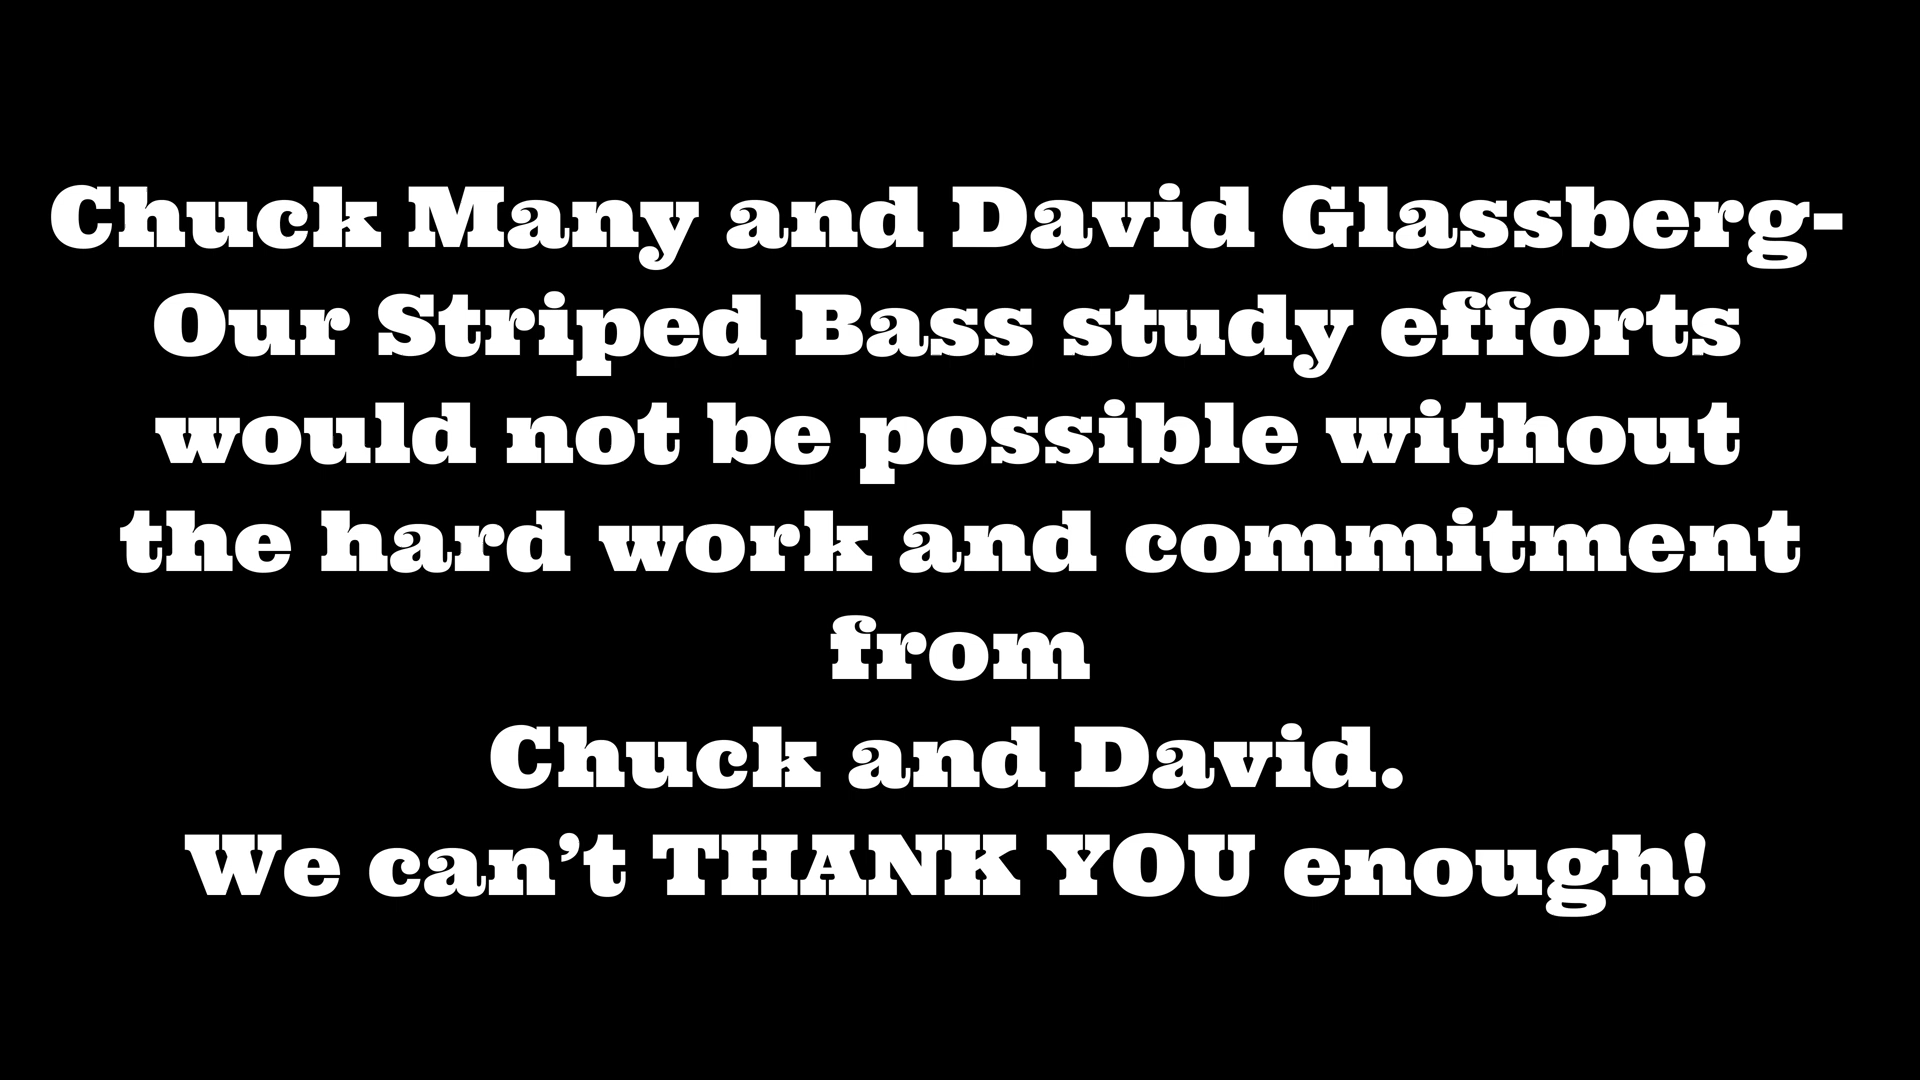 Chuck Many and David Glassberg-
Our Striped Bass study efforts
would not be possible without
the hard work and commitment
from
Chuck and David.
We can’t THANK YOU enough!